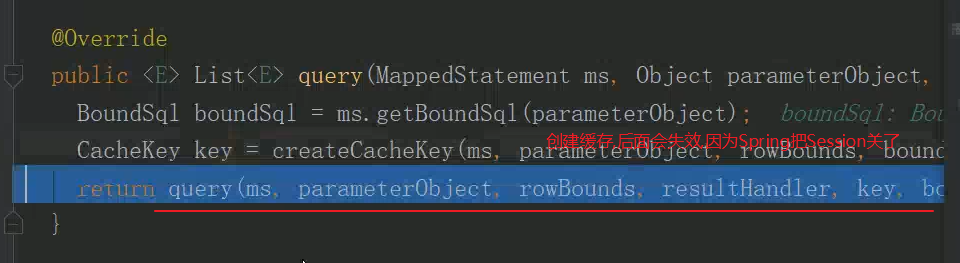 @Override
public <E> List<E> query(MappedStatement ms, Object parameterObject,
BoundSql boundSql = ms.getBoundSql(parameterObject); boundSql: Bou
创建缓存,后面会失效,因为Spring把Session关了
CacheKey key = createCacheKey(ms, parameterObject, rowBounds, bound
return query(ms, parameterObject, rowBounds, resultHandler, key, bo
}